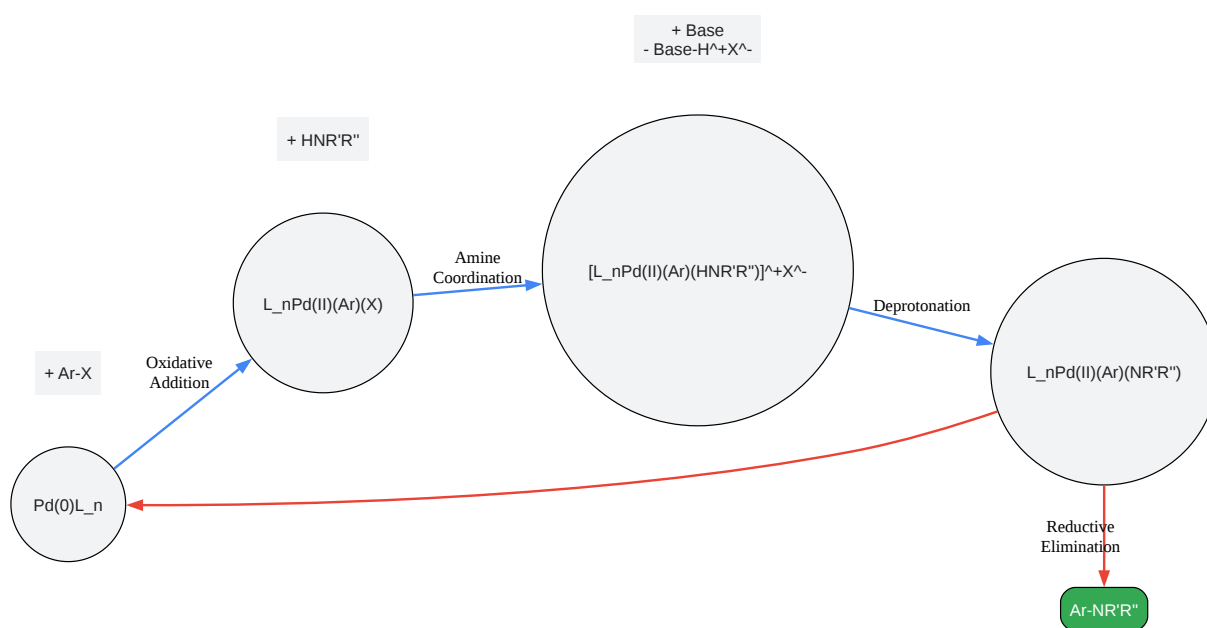 + Base
- Base-H^+X^-
+ HNR'R"
Amine
Coordination
[L_nPd(II)(Ar)(HNR'R")]^+X^-
L_nPd(II)(Ar)(X)
Deprotonation
+ Ar-X
Oxidative
Addition
L_nPd(II)(Ar)(NR'R")
Pd(0)L_n
Reductive
Elimination
Ar-NR'R"